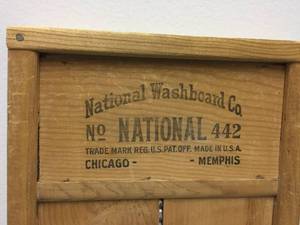 National Washboard Co.
No NATIONAL 442
TRADE MARK REG. U.S. PAT. OFF. MADE IN U.S.A.
CHICAGO - - MEMPHIS